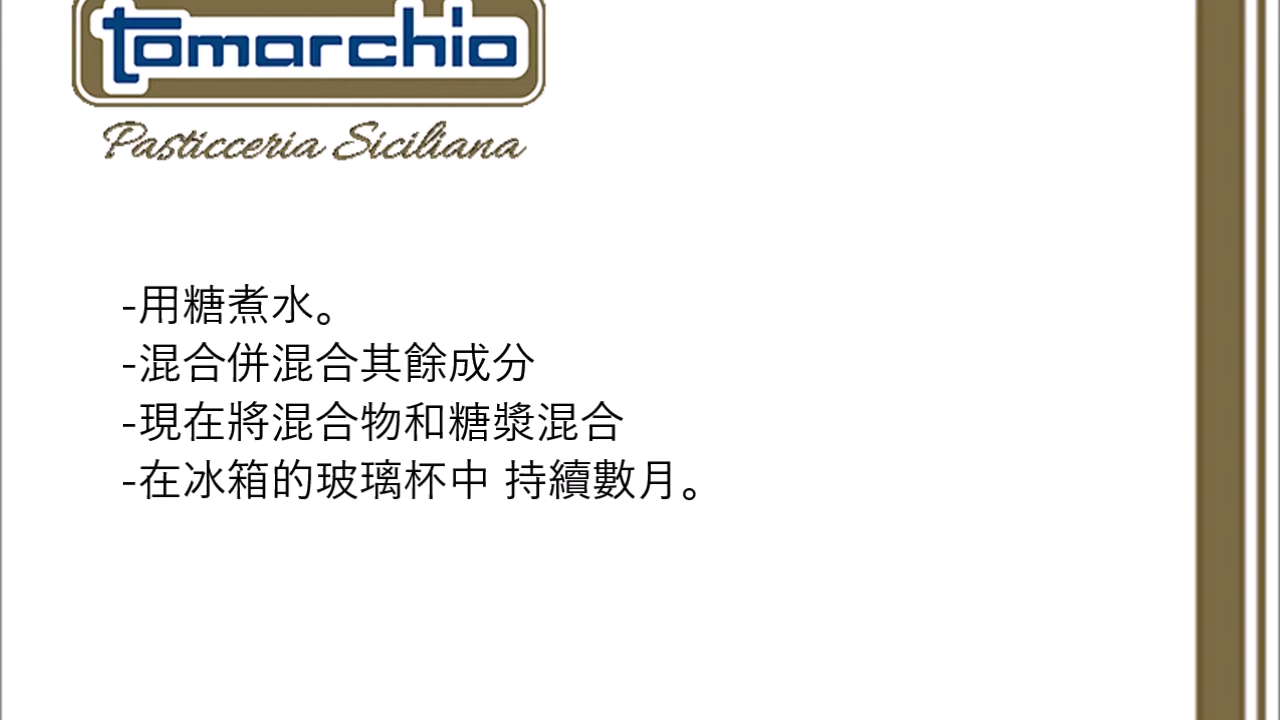 tomarchio
Pasticceria Siciliana
-用糖煮水。
-混合併混合其餘成分
-現在將混合物和糖漿混合
-在冰箱的玻璃杯中 持續數月。